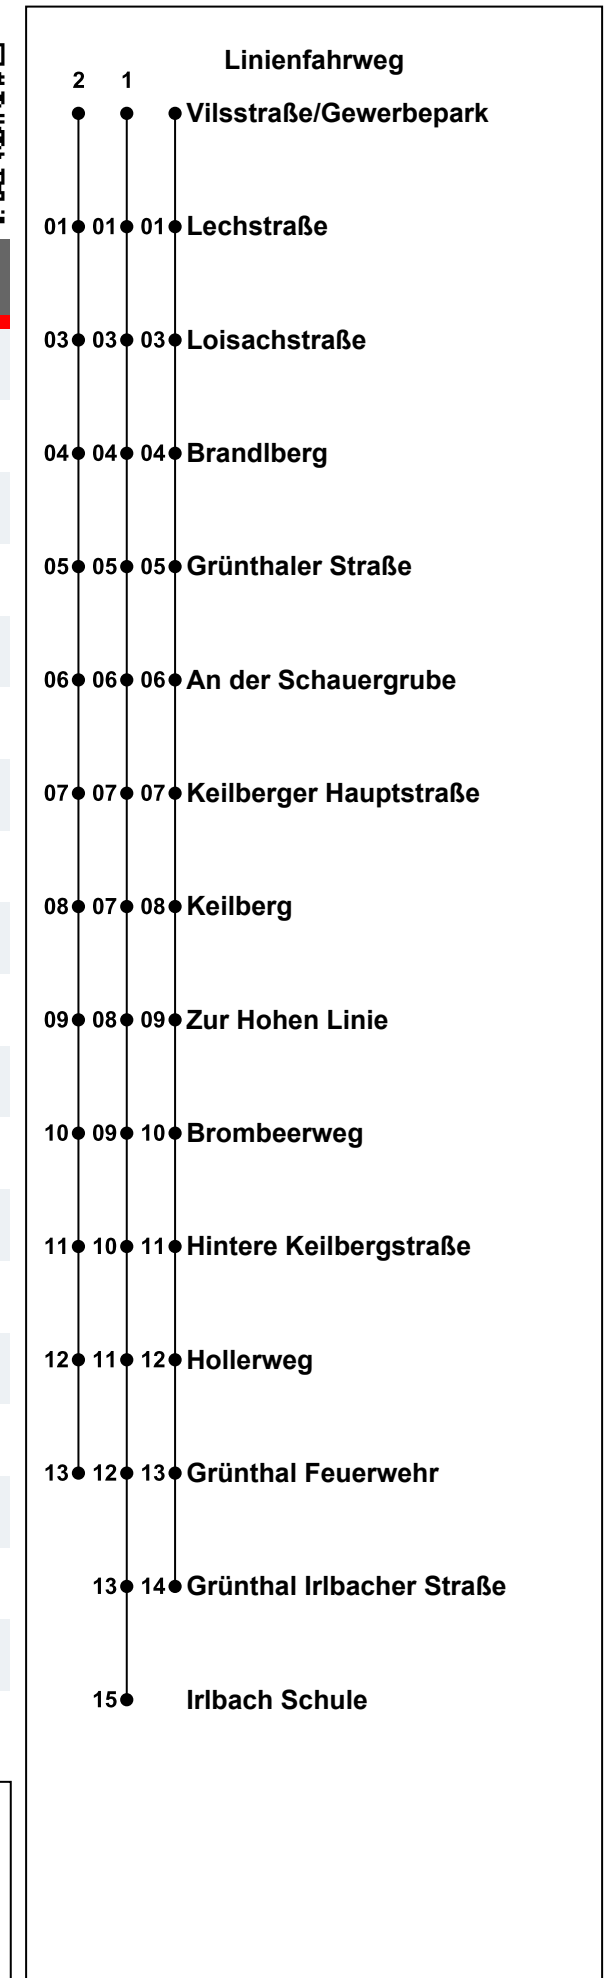 Linienfahrweg
2 1
Vilsstraße/Gewerbepark
01 01 01 Lechstraße
03 03 03 Loisachstraße
04 04 04 Brandlberg
05 05 05 Grünthaler Straße
06 06 06 An der Schauergrube
07 07 07 Keilberger Hauptstraße
08 07 08 Keilberg
09 08 09 Zur Hohen Linie
10 09 10 Brombeerweg
11 10 11 Hintere Keilbergstraße
12 11 12 Hollerweg
13 12 13 Grünthal Feuerwehr
13 14 Grünthal Irlbacher Straße
15 Irlbach Schule